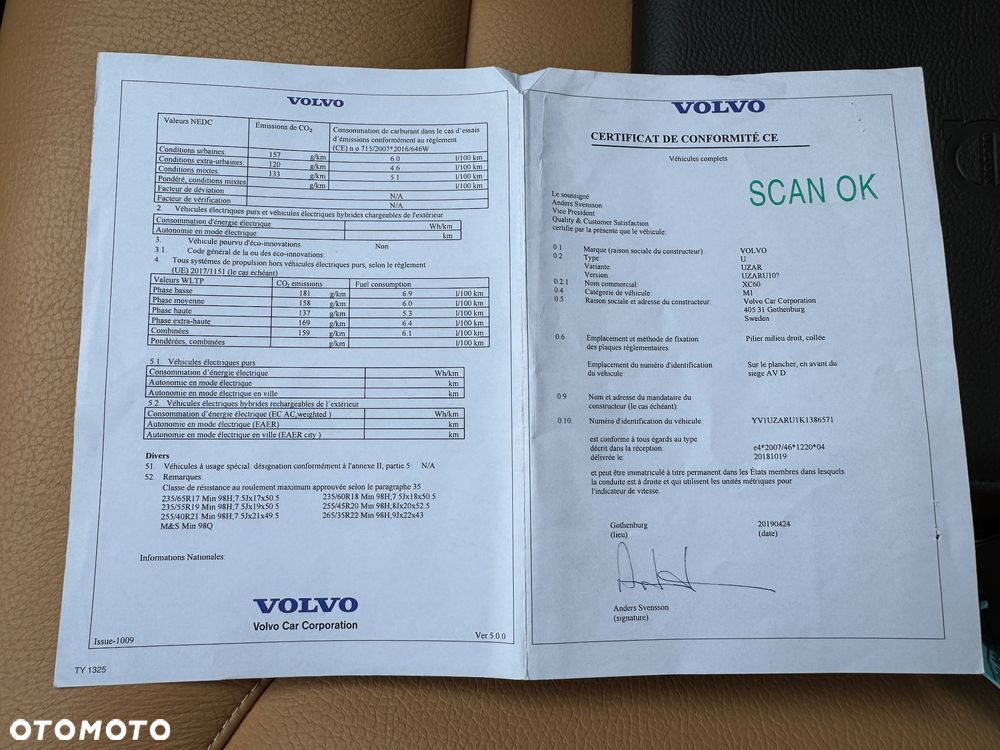 VOLVO
Valeurs NEDC Émissions de CO2 Consommation de carburant dans le cas d'essais
d'émissions conformément au règlement
(CE) n o 715/2007*2016/646W
Conditions urbaines 157 g/km 6.0 l/100 km
Conditions extra-urbaines 120 g/km 4.6 l/100 km
Conditions mixtes 133 g/km 5.1 l/100 km
Pondéré, conditions mixtes g/km l/100 km
Facteur de déviation N/A
Facteur de vérification N/A
2. Véhicules électriques purs et véhicules électriques hybrides chargeables de l'extérieur
Consommation d'énergie électrique Wh/km
Autonomie en mode électrique km
3. Véhicule pourvu d'éco-innovations: Non
3.1. Code général de la ou des éco-innovations:
4. Tous systèmes de propulsion hors véhicules électriques purs, selon le règlement
(UE) 2017/1151 (le cas échéant)
Valeurs WLTP CO2 emissions Fuel consumption
Phase basse 181 g/km 6.9 l/100 km
Phase moyenne 158 g/km 6.0 l/100 km
Phase haute 137 g/km 5.3 l/100 km
Phase extra-haute 169 g/km 6.4 l/100 km
Combinées 159 g/km 6.1 l/100 km
Pondérées, combinées g/km l/100 km
5.1. Véhicules électriques purs
Consommation d'énergie électrique Wh/km
Autonomie en mode électrique km
Autonomie en mode électrique en ville km
5.2. Véhicules électriques hybrides rechargeables de l'extérieur
Consommation d'énergie électrique (EC AC,weighted ) Wh/km
Autonomie en mode électrique (EAER) km
Autonomie en mode électrique en ville (EAER city ) km
Divers
51. Véhicules à usage spécial: désignation conformément à l'annexe II, partie 5: N/A
52. Remarques:
Classe de résistance au roulement maximum approuvée selon le paragraphe 35
235/65R17 Min 98H;7.5Jx17x50.5 235/60R18 Min 98H;7.5Jx18x50.5
235/55R19 Min 98H;7.5Jx19x50.5 255/45R20 Min 98H;8Jx20x52.5
255/40R21 Min 98H;7.5Jx21x49.5 265/35R22 Min 98H;9Jx22x43
M&S Min 98Q
Informations Nationales:
VOLVO
Volvo Car Corporation
Issue-1009 Ver 5.0.0
TY 1325
VOLVO
CERTIFICAT DE CONFORMITÉ CE
Véhicules complets
SCAN OK
Le soussigné
Anders Svensson
Vice President
Quality & Customer Satisfaction
certifie par la présente que le véhicule:
0.1 Marque (raison sociale du constructeur) VOLVO
0.2 Type: U
Variante UZAR
Version: UZARU10?
0.2.1 Nom commercial: XC60
0.4 Catégorie de véhicule: M1
0.5 Raison sociale et adresse du constructeur: Volvo Car Corporation
405 31 Gothenburg
Sweden
0.6 Emplacement et méthode de fixation Pilier milieu droit, collée
des plaques réglementaires:
Emplacement du numéro d'identification Sur le plancher, en avant du
du véhicule: siege AV D
0.9 Nom et adresse du mandataire du
constructeur (le cas échéant):
0.10. Numéro d'identification du véhicule: YV1UZARU1K1386571
est conforme à tous égards au type
décrit dans la réception: e4*2007/46*1220*04
délivrée le: 20181019
et peut être immatriculé à titre permanent dans les États membres dans lesquels
la conduite est à droite et qui utilisent les unités métriques pour
l'indicateur de vitesse.
Gothenburg 20190424
(lieu) (date)
Anders Svensson
(signature)
OTOMOTO